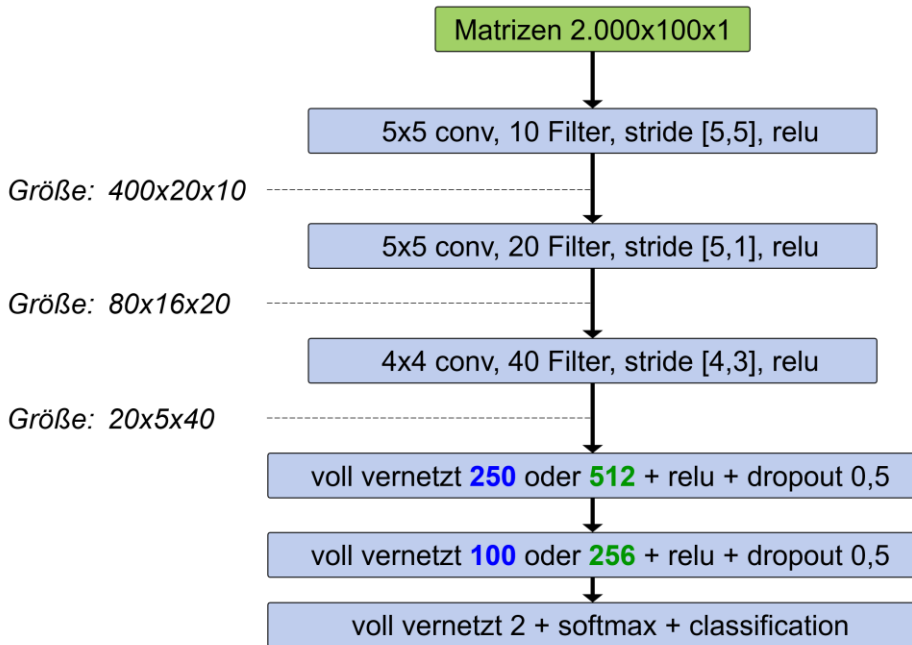 Matrizen 2.000x100x1
5x5 conv, 10 Filter, stride [5,5], relu
Größe: 400x20x10
5x5 conv, 20 Filter, stride [5,1], relu
Größe: 80x16x20
4x4 conv, 40 Filter, stride [4,3], relu
Größe: 20x5x40
voll vernetzt 250 oder 512 + relu + dropout 0,5
voll vernetzt 100 oder 256 + relu + dropout 0,5
voll vernetzt 2 + softmax + classification